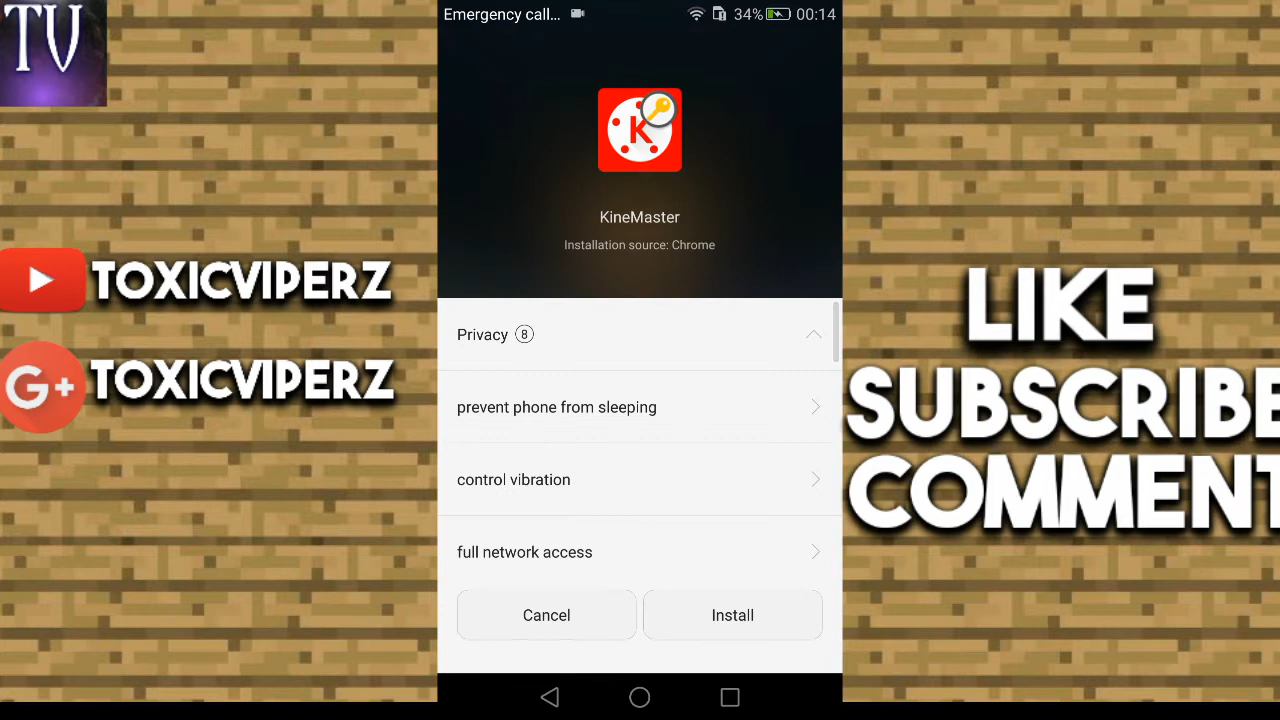 TV
Emergency call...
34%
00:14
K
KineMaster
Installation source: Chrome
Privacy 8
prevent phone from sleeping
control vibration
full network access
Cancel
Install
TOXICVIPERZ
G+ TOXICVIPERZ
LIKE
SUBSCRIBE
COMMENT